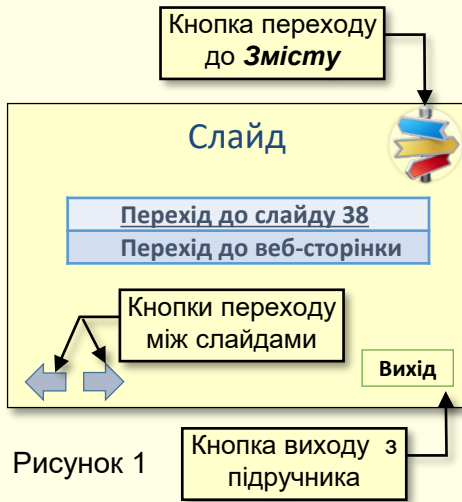 Кнопка переходу
до Змісту
Слайд
Перехід до слайду 38
Перехід до веб-сторінки
Кнопки переходу
між слайдами
Вихід
Рисунок 1
Кнопка виходу з
підручника